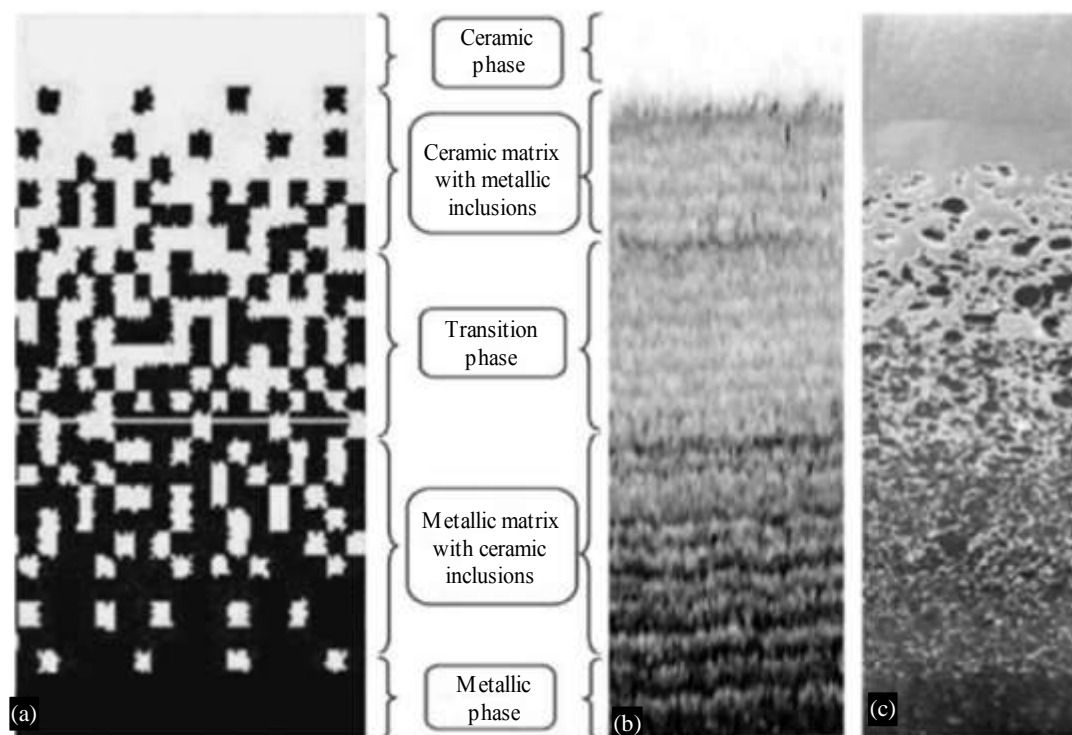 Ceramic
phase
Ceramic matrix
with metallic
inclusions
Transition
phase
Metallic matrix
with ceramic
inclusions
Metallic
phase
(a)
(b)
(c)